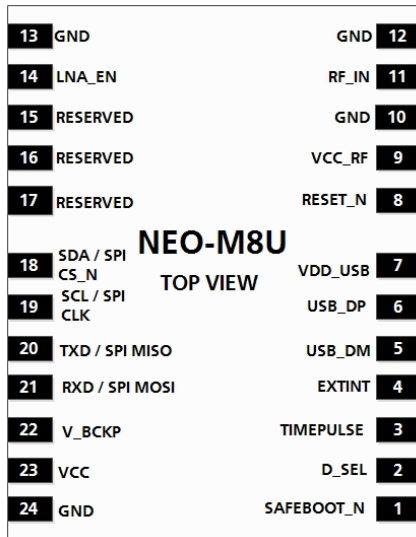 13 GND GND 12
14 LNA_EN RF_IN 11
15 RESERVED GND 10
16 RESERVED VCC_RF 9
17 RESERVED RESET_N 8
NEO-M8U
TOP VIEW
18 SDA / SPI CS_N VDD_USB 7
19 SCL / SPI CLK USB_DP 6
20 TXD / SPI MISO USB_DM 5
21 RXD / SPI MOSI EXTINT 4
22 V_BCKP TIMEPULSE 3
23 VCC D_SEL 2
24 GND SAFEBOOT_N 1